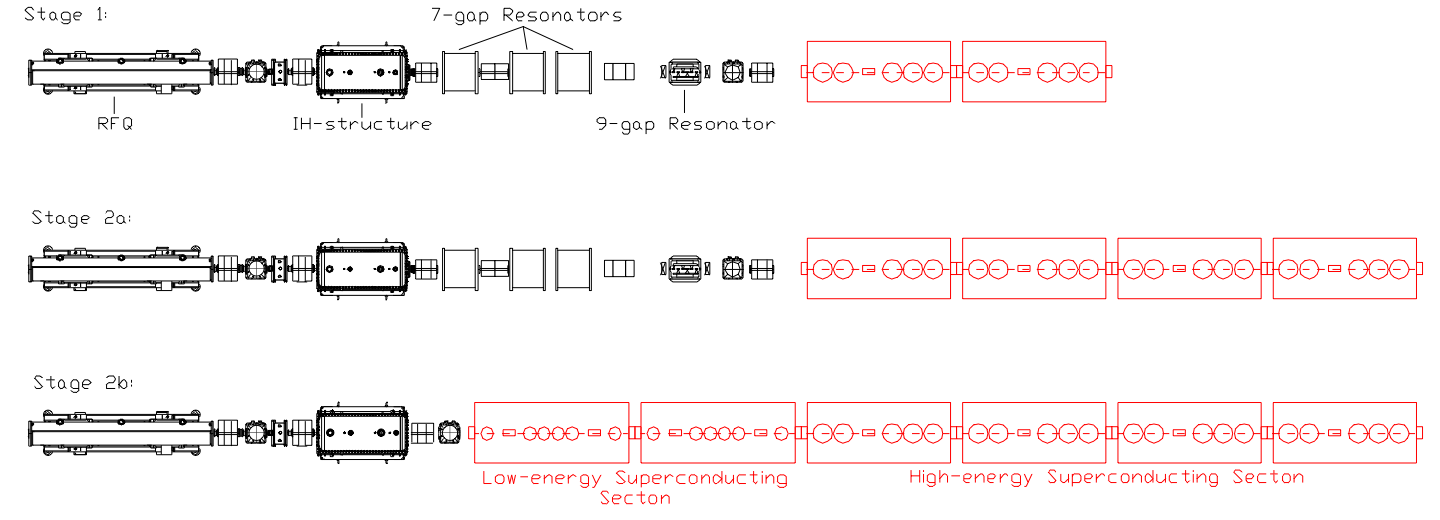 Stage 1:
7-gap Resonators
RFQ
IH-structure
9-gap Resonator
Stage 2a:
Stage 2b:
Low-energy Superconducting
Secton
High-energy Superconducting Secton